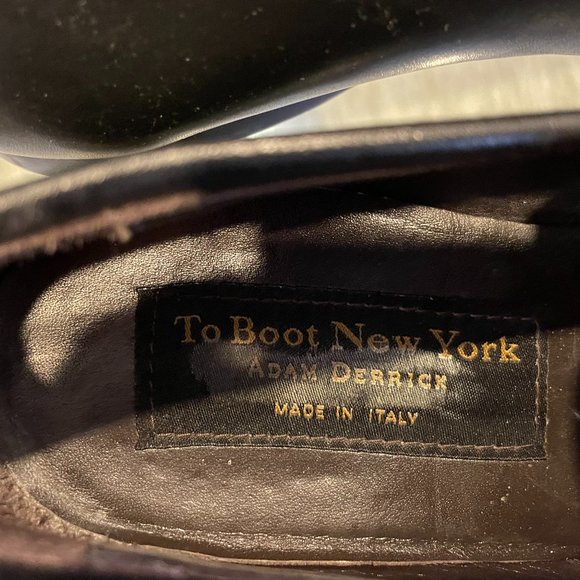 To Boot New York
Adam Derrick
Made in Italy